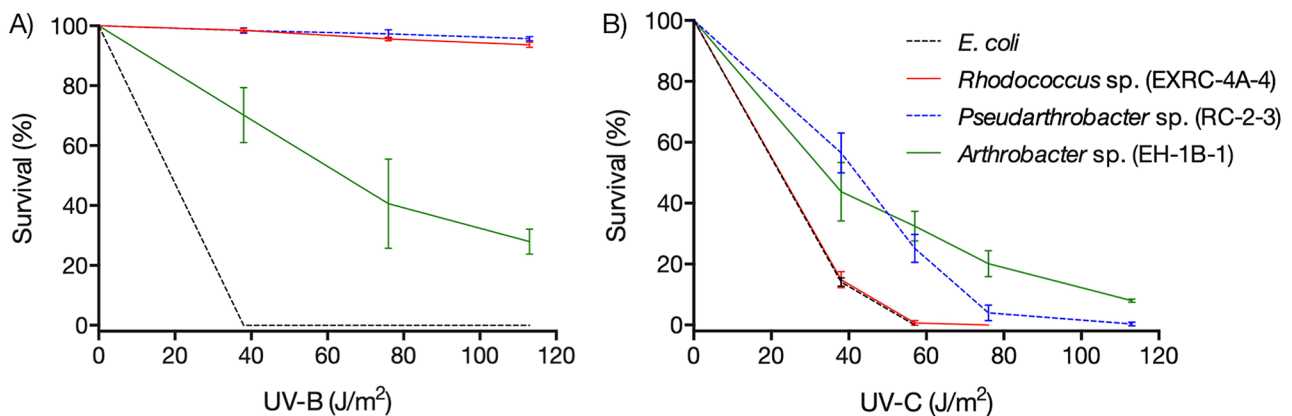 A)
Survival (%)
100
80
60
40
20
0
0 20 40 60 80 100 120
UV-B (J/m²)
B)
Survival (%)
100
80
60
40
20
0
0 20 40 60 80 100 120
UV-C (J/m²)
E. coli
Rhodococcus sp. (EXRC-4A-4)
Pseudarthrobacter sp. (RC-2-3)
Arthrobacter sp. (EH-1B-1)